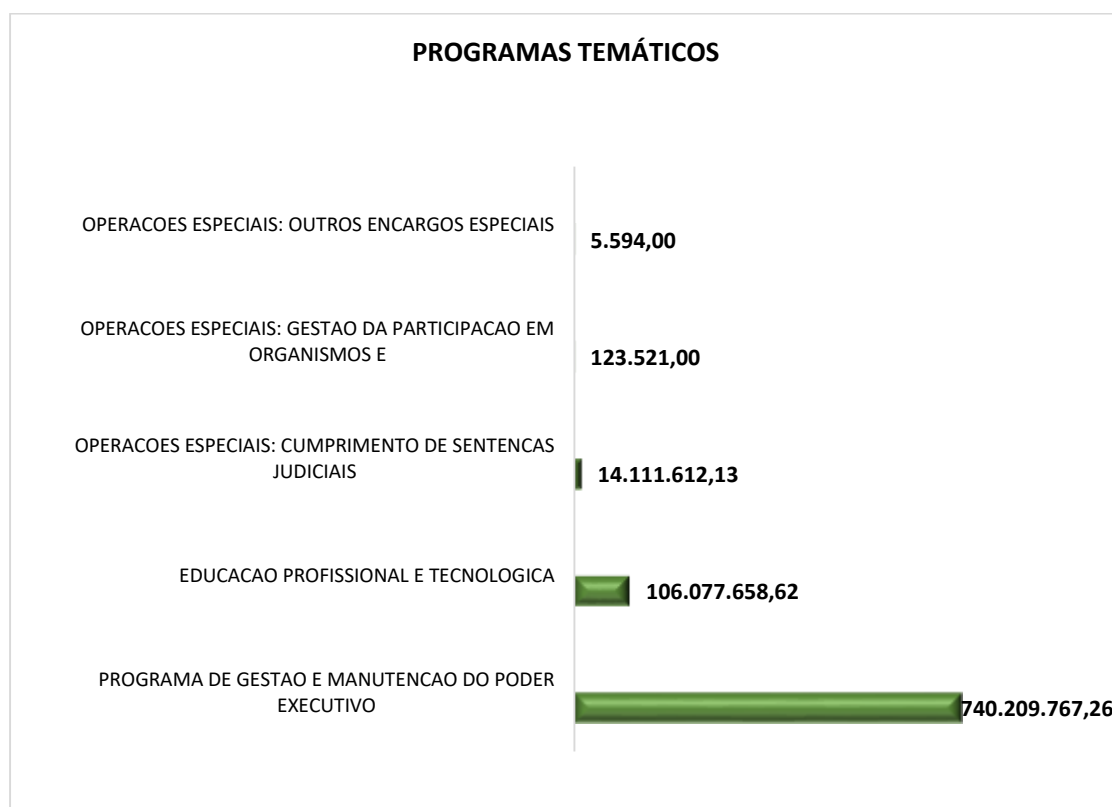 PROGRAMAS TEMÁTICOS
OPERACOES ESPECIAIS: OUTROS ENCARGOS ESPECIAIS
5.594,00
OPERACOES ESPECIAIS: GESTAO DA PARTICIPACAO EM
ORGANISMOS E
123.521,00
OPERACOES ESPECIAIS: CUMPRIMENTO DE SENTENCAS
JUDICIAIS
14.111.612,13
EDUCACAO PROFISSIONAL E TECNOLOGICA
106.077.658,62
PROGRAMA DE GESTAO E MANUTENCAO DO PODER
EXECUTIVO
740.209.767,26